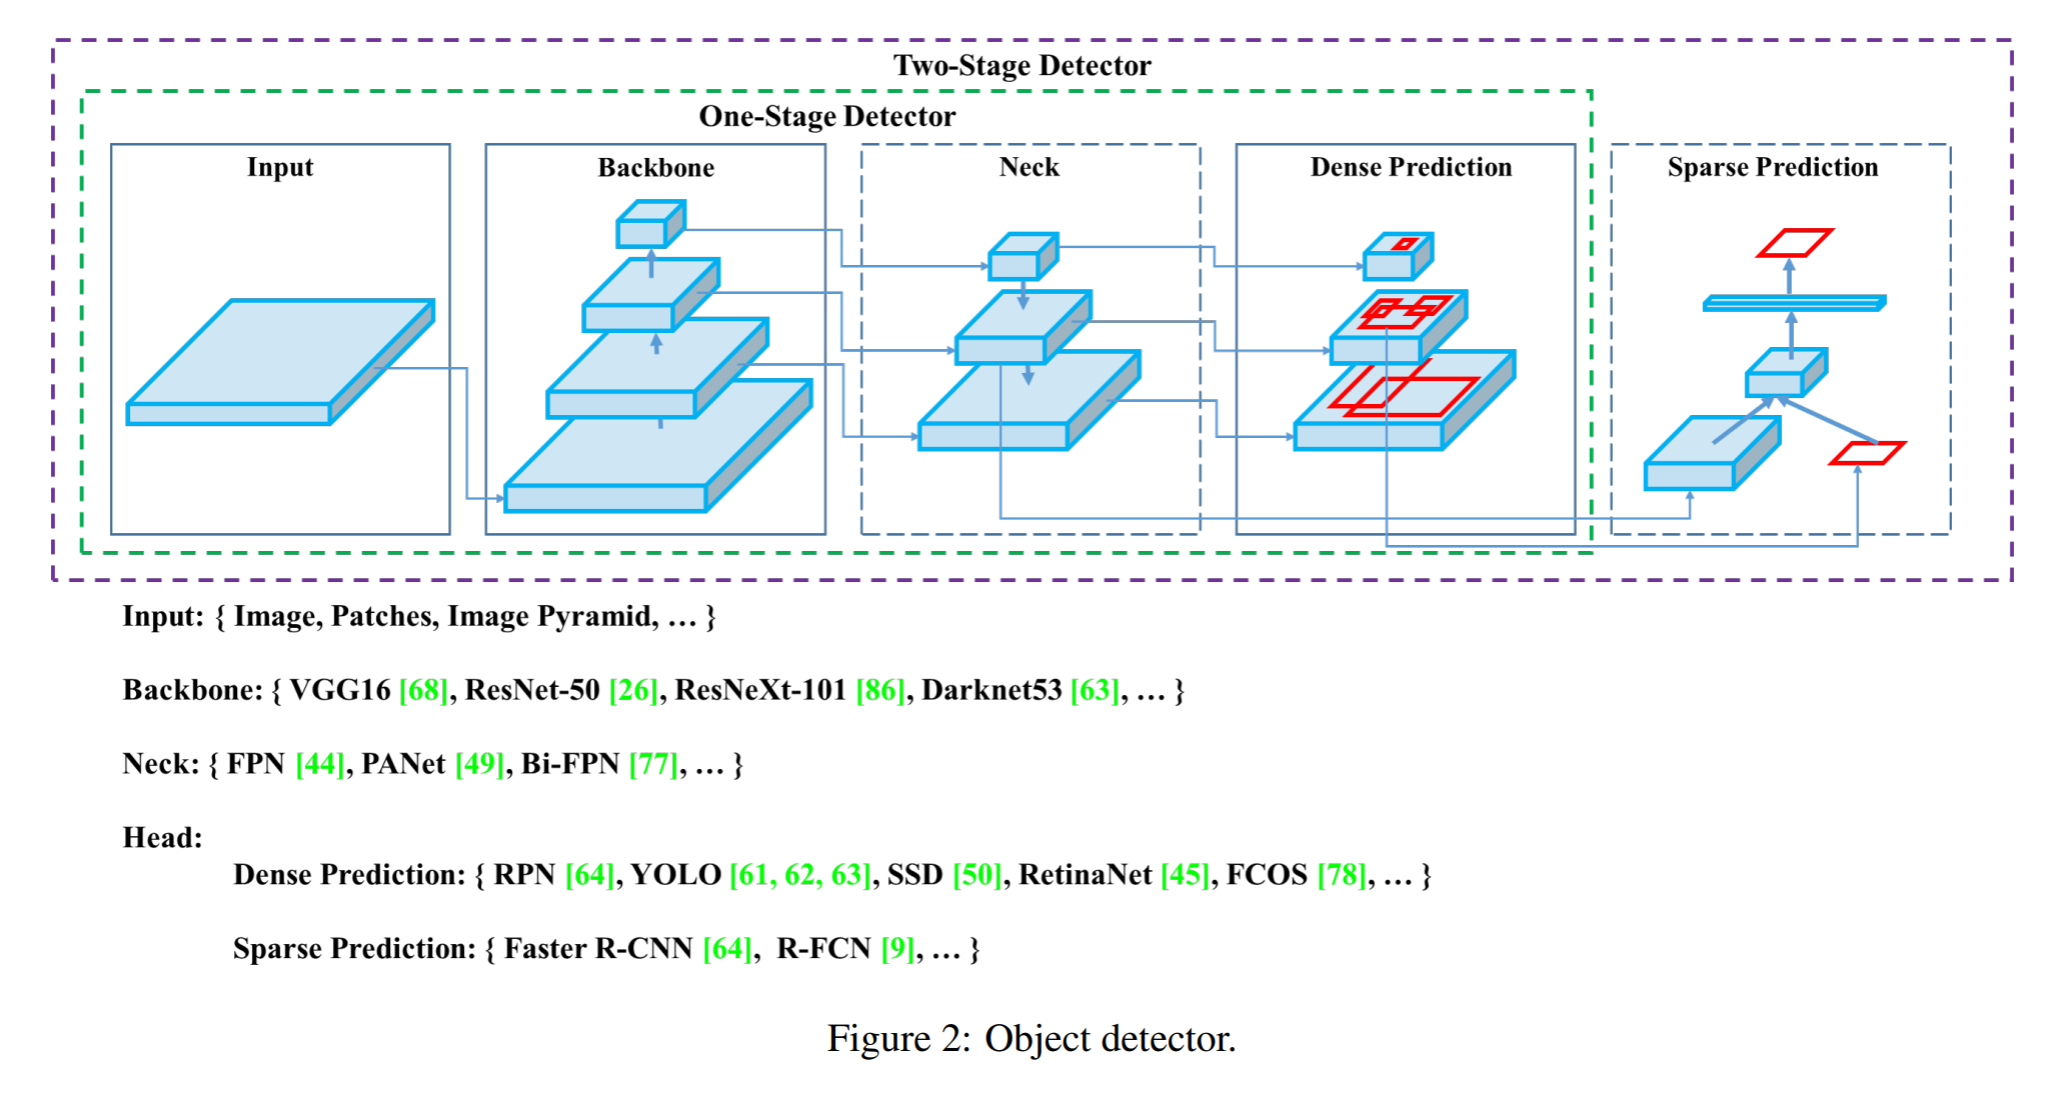 Two-Stage Detector
One-Stage Detector
Input
Backbone
Neck
Dense Prediction
Sparse Prediction
Input: { Image, Patches, Image Pyramid, … }
Backbone: { VGG16 [68], ResNet-50 [26], ResNeXt-101 [86], Darknet53 [63], … }
Neck: { FPN [44], PANet [49], Bi-FPN [77], … }
Head:
Dense Prediction: { RPN [64], YOLO [61, 62, 63], SSD [50], RetinaNet [45], FCOS [78], … }
Sparse Prediction: { Faster R-CNN [64], R-FCN [9], … }
Figure 2: Object detector.